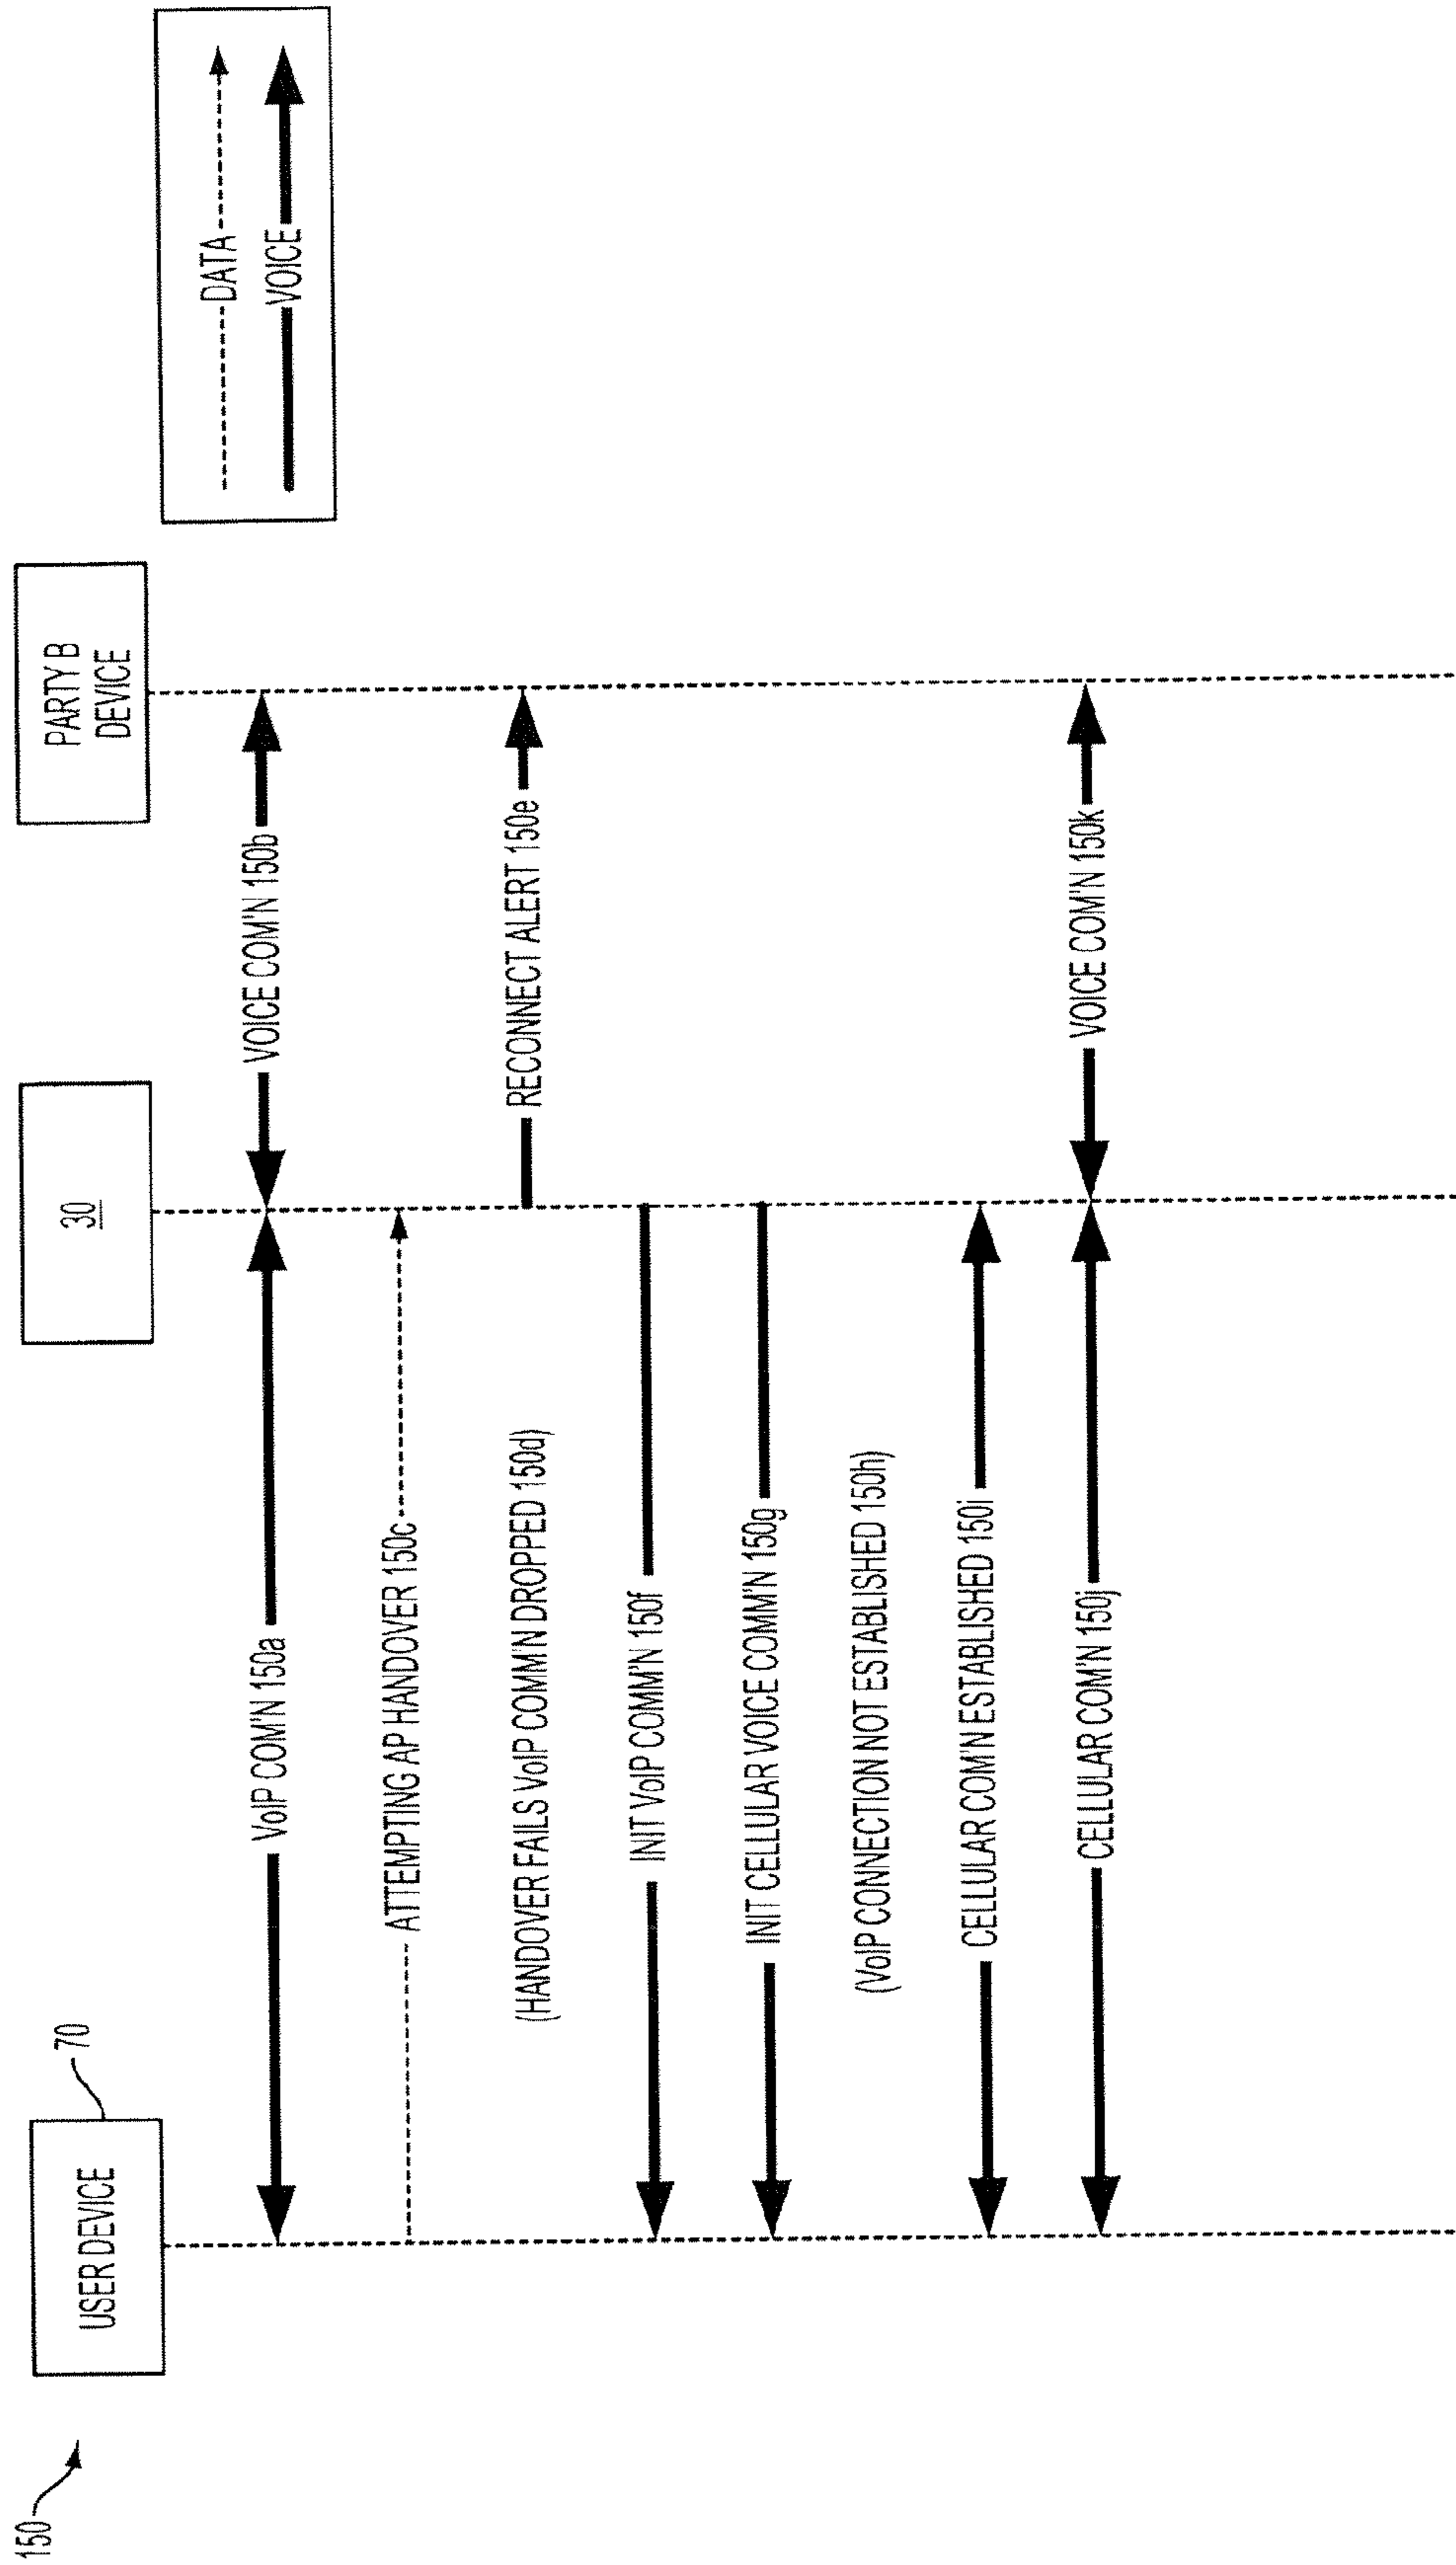 150
USER DEVICE
70
30
PARTY B
DEVICE
DATA
VOICE
VoIP COM'N 150a
VOICE COM'N 150b
ATTEMPTING AP HANDOVER 150c
(HANDOVER FAILS VoIP COMM'N DROPPED 150d)
RECONNECT ALERT 150e
INIT VoIP COMM'N 150f
INIT CELLULAR VOICE COMM'N 150g
(VoIP CONNECTION NOT ESTABLISHED 150h)
CELLULAR COM'N ESTABLISHED 150i
CELLULAR COM'N 150j
VOICE COM'N 150k